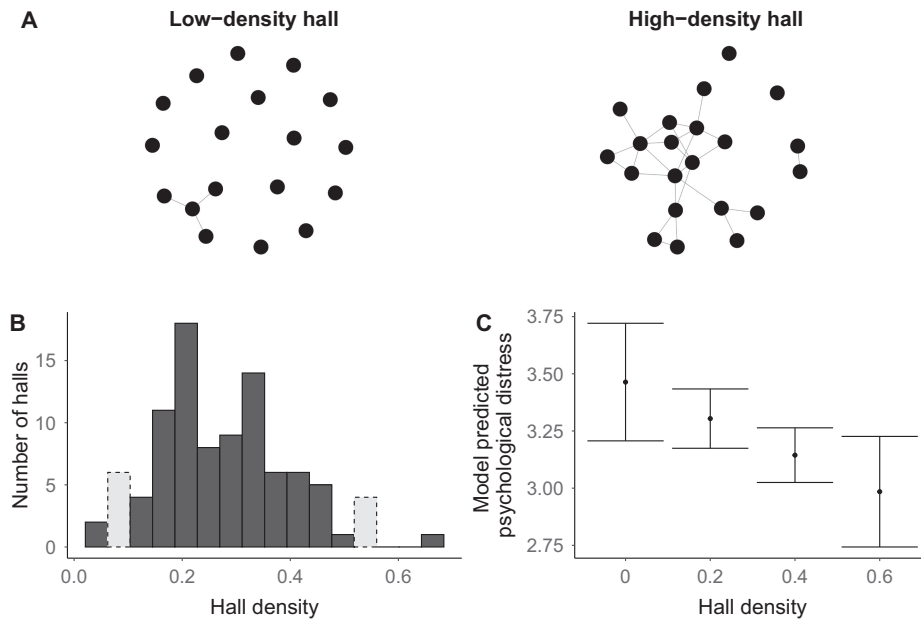 A
Low−density hall
High−density hall
B
Number of halls
15
10
5
0
0.0
0.2
0.4
0.6
Hall density
C
Model predicted
psychological distress
3.75
3.50
3.25
3.00
2.75
0
0.2
0.4
0.6
Hall density